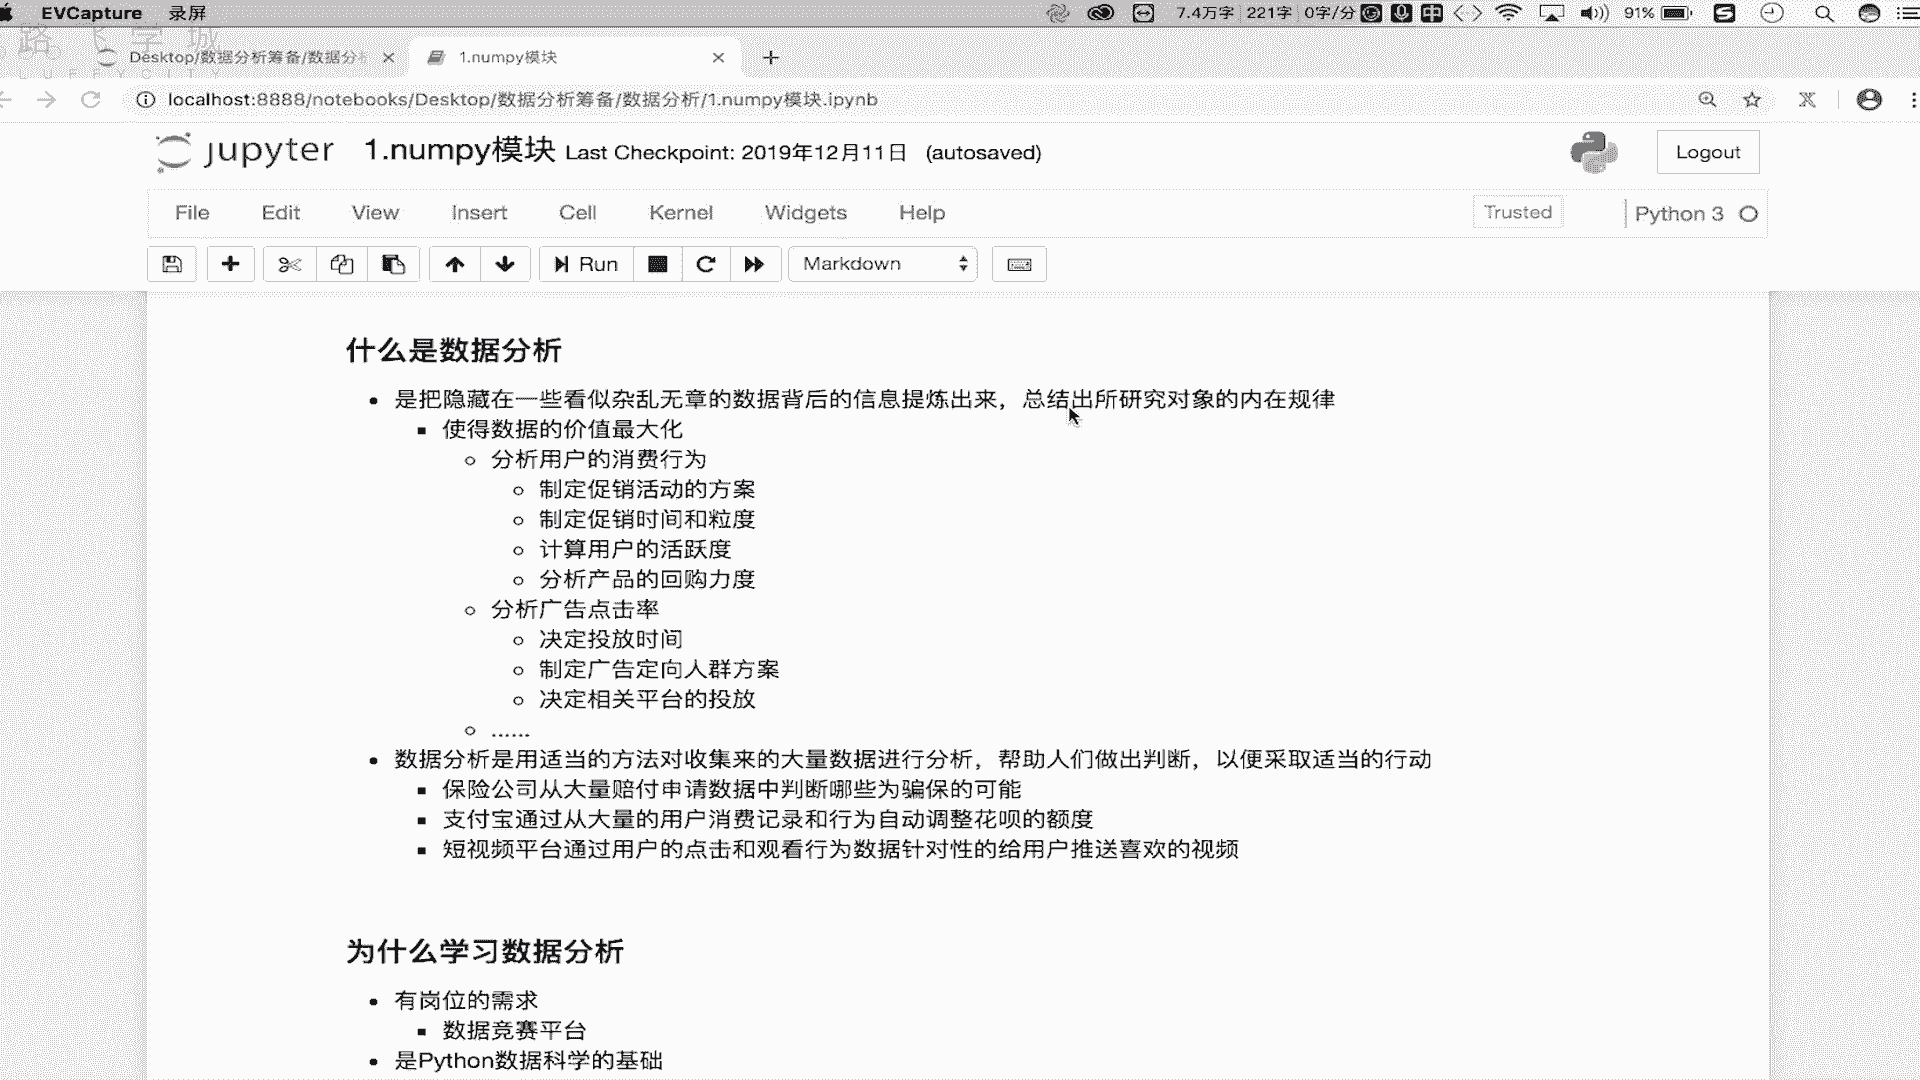 EVCapture 录屏 7.4万字 221字 0字/分 中 91%
路飞学城
LUFFYCITY
Desktop/数据分析筹备/数据分析 1.numpy模块
localhost:8888/notebooks/Desktop/数据分析筹备/数据分析/1.numpy模块.ipynb
jupyter 1.numpy模块 Last Checkpoint: 2019年12月11日 (autosaved) Logout
File Edit View Insert Cell Kernel Widgets Help Trusted Python 3
Run Markdown
什么是数据分析
是把隐藏在一些看似杂乱无章的数据背后的信息提炼出来，总结出所研究对象的内在规律
使得数据的价值最大化
分析用户的消费行为
制定促销活动的方案
制定促销时间和粒度
计算用户的活跃度
分析产品的回购力度
分析广告点击率
决定投放时间
制定广告定向人群方案
决定相关平台的投放
......
数据分析是用适当的方法对收集来的大量数据进行分析，帮助人们做出判断，以便采取适当的行动
保险公司从大量赔付申请数据中判断哪些为骗保的可能
支付宝通过从大量的用户消费记录和行为自动调整花呗的额度
短视频平台通过用户的点击和观看行为数据针对性的给用户推送喜欢的视频
为什么学习数据分析
有岗位的需求
数据竞赛平台
是Python数据科学的基础